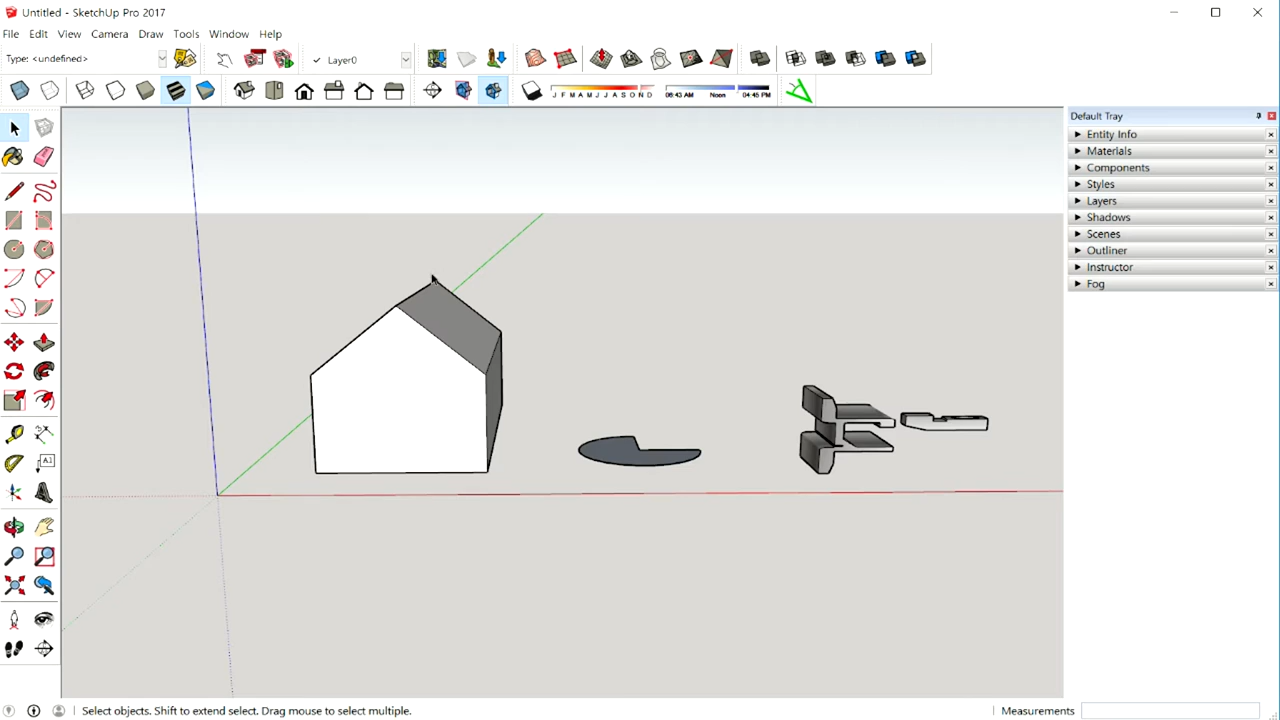 Untitled - SketchUp Pro 2017
File Edit View Camera Draw Tools Window Help
Type: <undefined>
✓ Layer0
J F M A M J J A S O N D
06:43 AM Noon 04:45 PM
Default Tray
Entity Info
Materials
Components
Styles
Layers
Shadows
Scenes
Outliner
Instructor
Fog
A1
Select objects. Shift to extend select. Drag mouse to select multiple.
Measurements